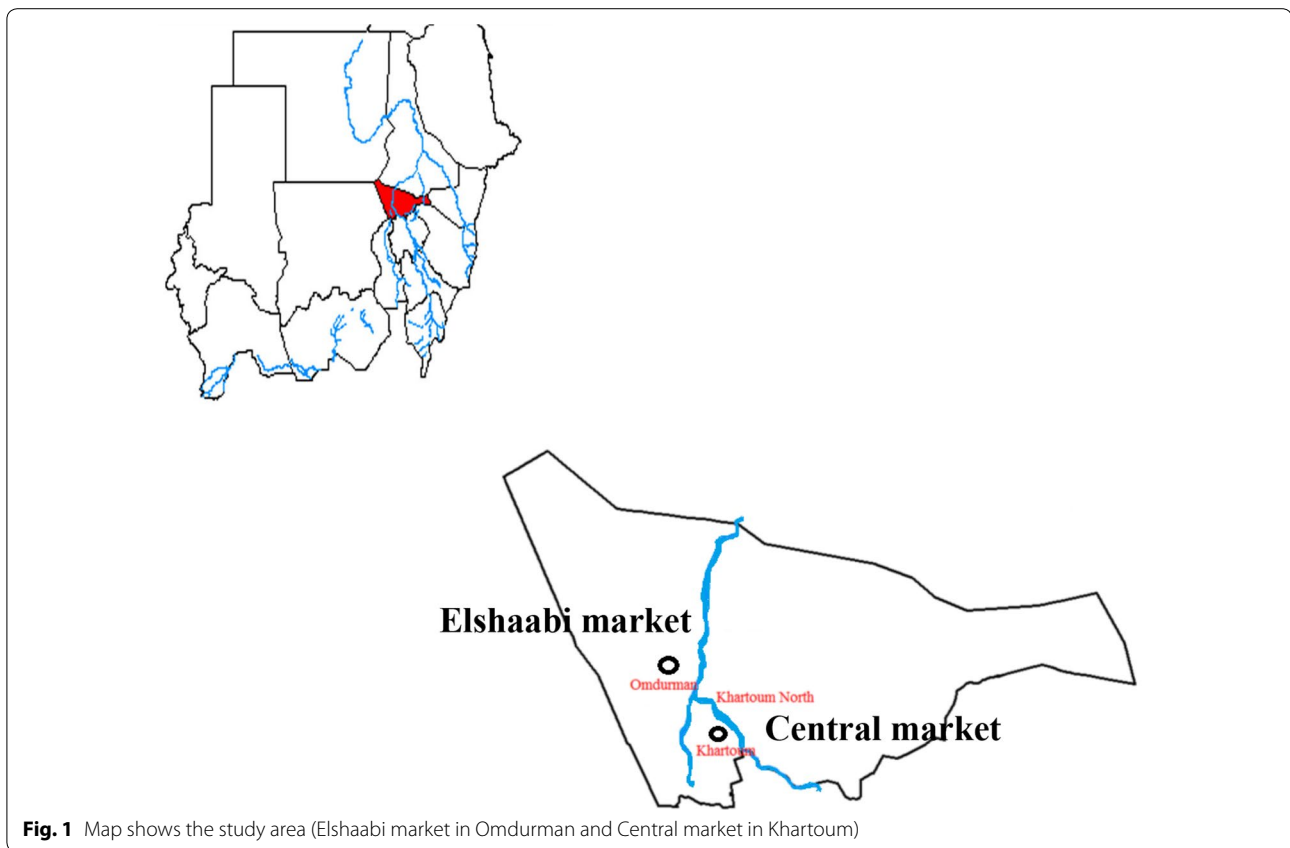 Elshaabi market
Omdurman
Khartoum North
Central market
Khartoum
Fig. 1 Map shows the study area (Elshaabi market in Omdurman and Central market in Khartoum)